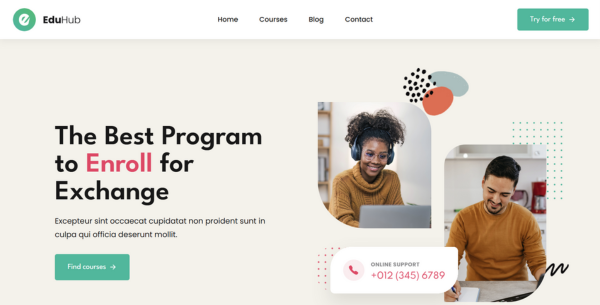 EduHub
Home Courses Blog Contact
Try for free →
The Best Program
to Enroll for
Exchange
Excepteur sint occaecat cupidatat non proident sunt in
culpa qui officia deserunt mollit.
Find courses →
ONLINE SUPPORT
+012 (345) 6789